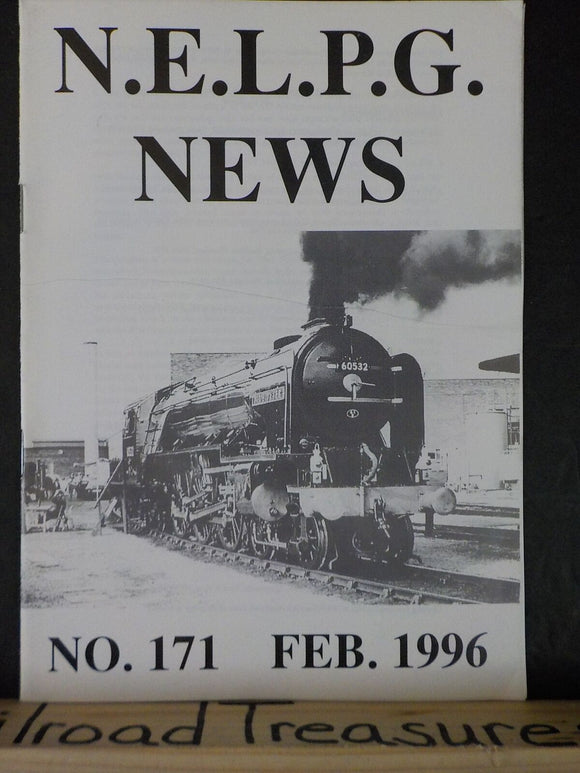 N.E.L.P.G.
NEWS
60532
NO. 171 FEB. 1996
ilroad Treasure